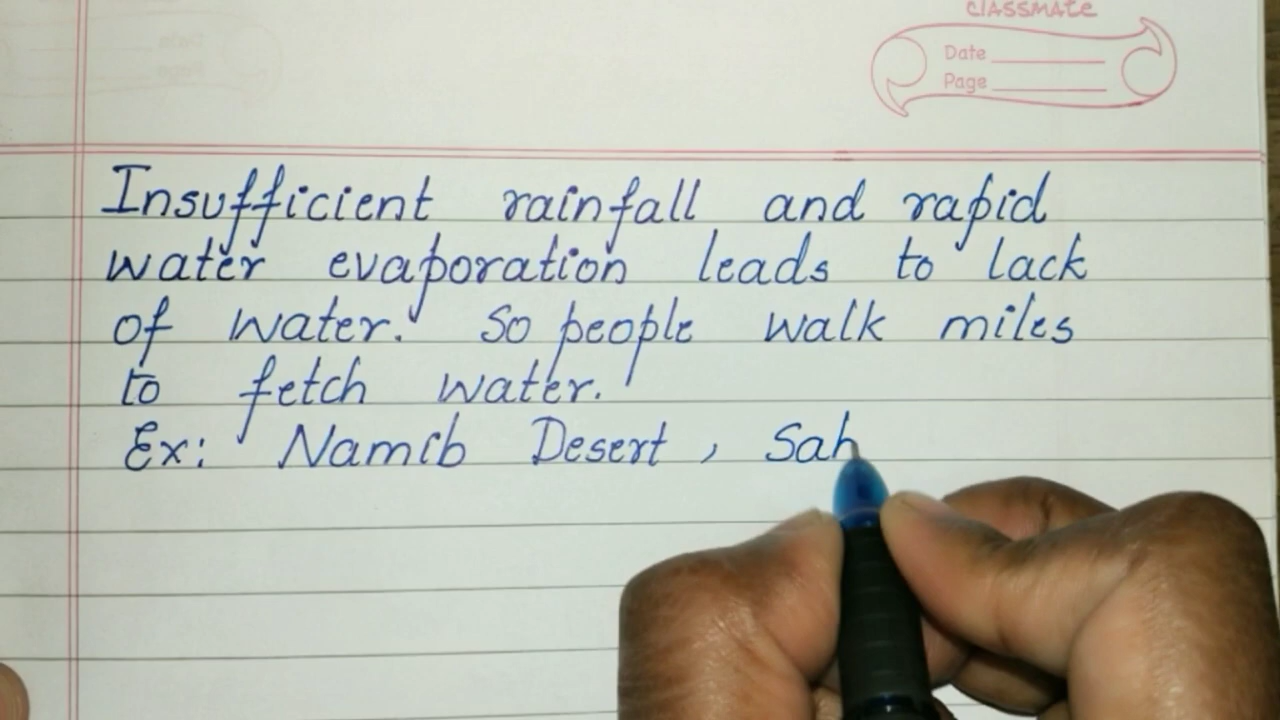 classmate
Date
Page
Insufficient rainfall and rapid
water evaporation leads to lack
of water. So people walk miles
to fetch water.
Ex: Namib Desert, Sah